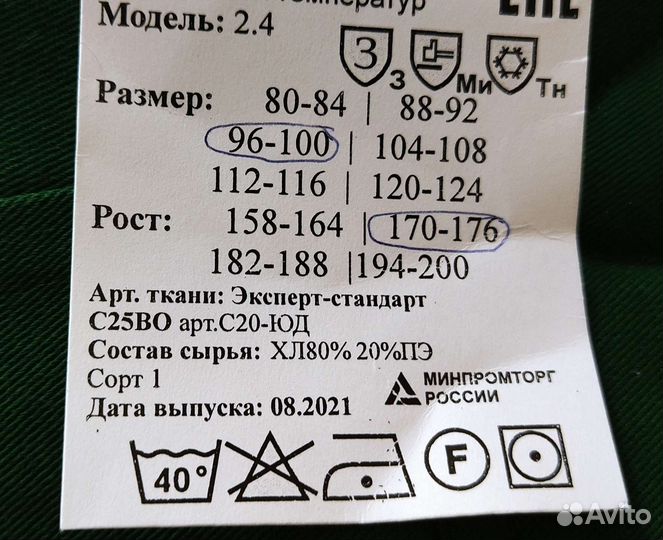 Модель: 2.4
З З Ми Тн
Размер: 80-84 | 88-92
96-100 | 104-108
112-116 | 120-124
Рост: 158-164 | 170-176
182-188 |194-200
Арт. ткани: Эксперт-стандарт
С25ВО арт.С20-ЮД
Состав сырья: ХЛ80% 20%ПЭ
Сорт 1
МИНПРОМТОРГ
РОССИИ
Дата выпуска: 08.2021
40° F
Avito